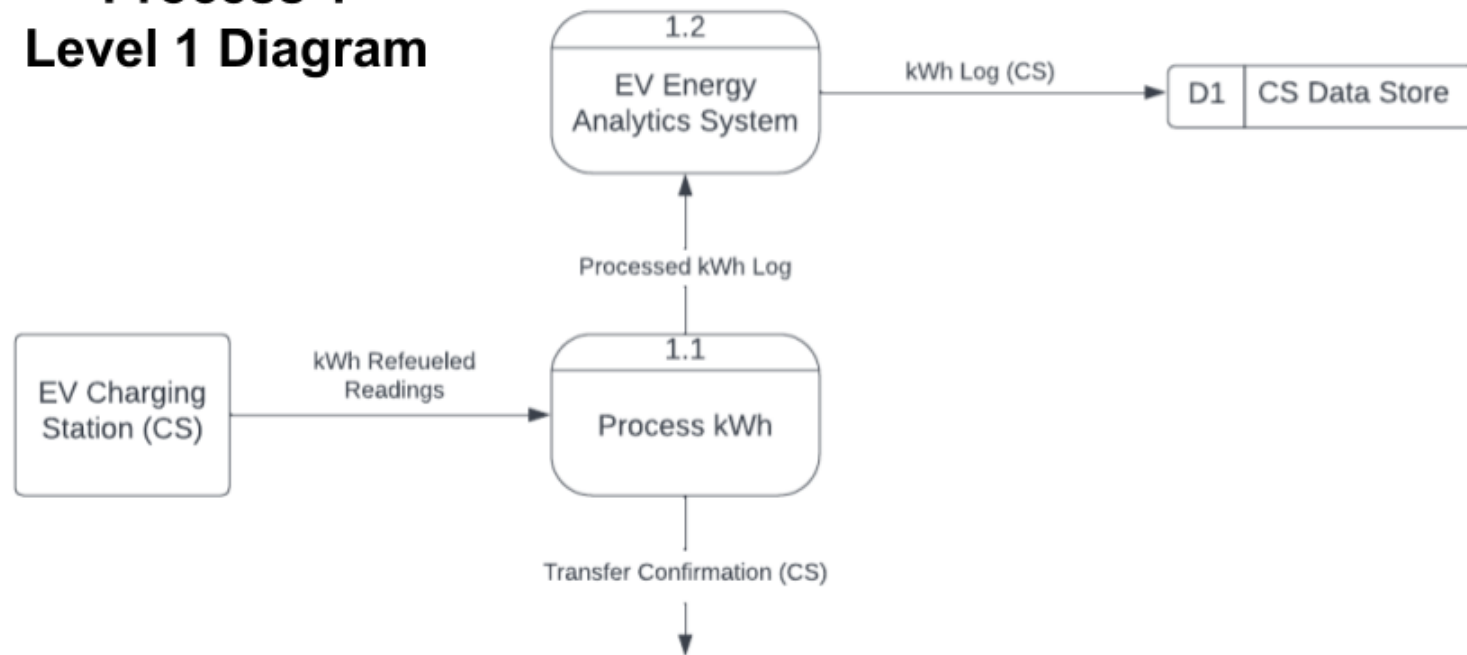 Level 1 Diagram
1.2
EV Energy
Analytics System
kWh Log (CS)
D1
CS Data Store
Processed kWh Log
EV Charging
Station (CS)
kWh Refeueled
Readings
1.1
Process kWh
Transfer Confirmation (CS)